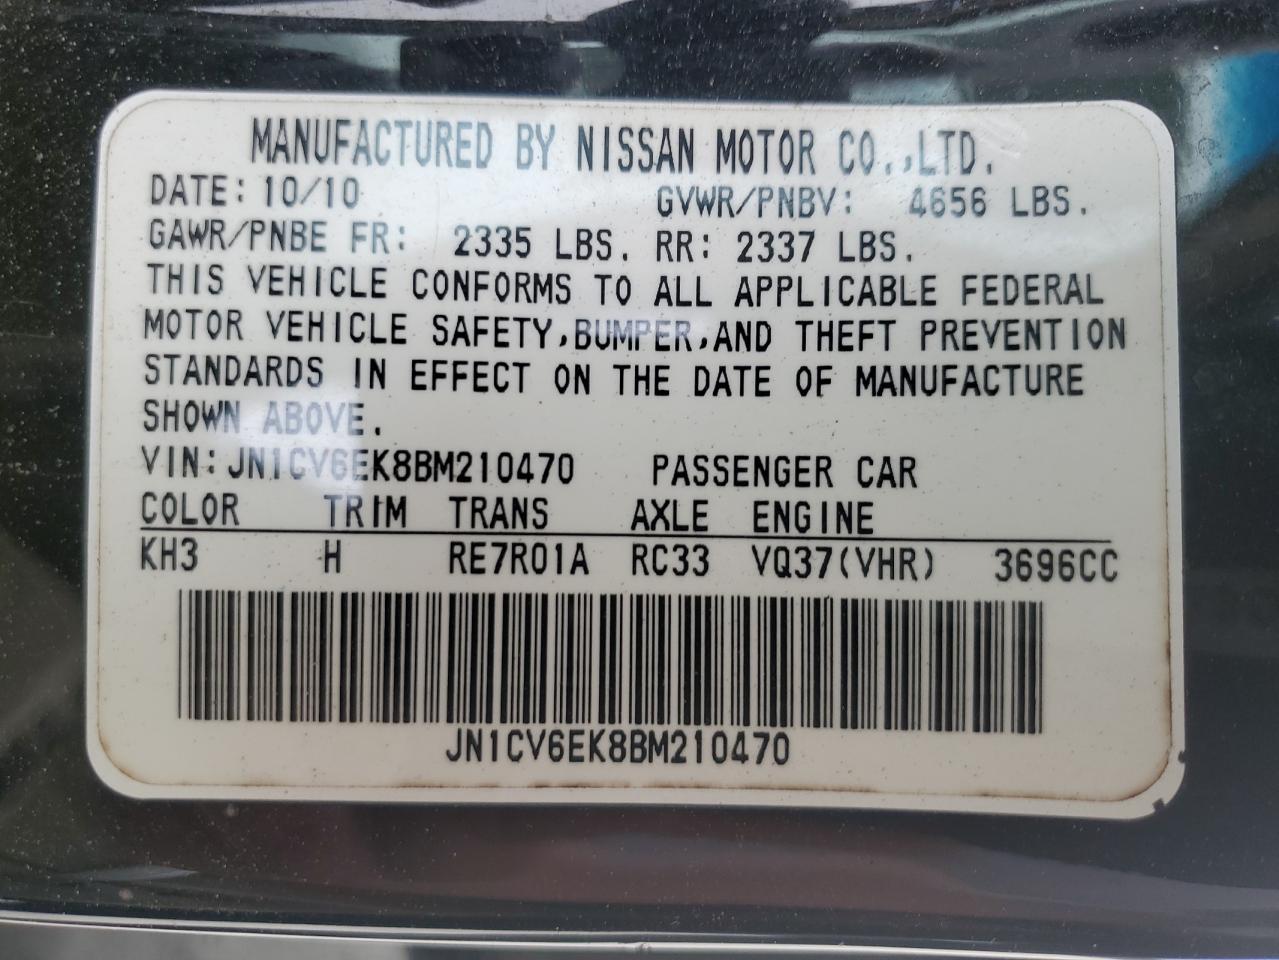 MANUFACTURED BY NISSAN MOTOR CO.,LTD.
DATE: 10/10 GVWR/PNBV: 4656 LBS.
GAWR/PNBE FR: 2335 LBS. RR: 2337 LBS.
THIS VEHICLE CONFORMS TO ALL APPLICABLE FEDERAL
MOTOR VEHICLE SAFETY,BUMPER,AND THEFT PREVENTION
STANDARDS IN EFFECT ON THE DATE OF MANUFACTURE
SHOWN ABOVE.
VIN: JN1CV6EK8BM210470 PASSENGER CAR
COLOR TRIM TRANS AXLE ENGINE
KH3 H RE7R01A RC33 VQ37(VHR) 3696CC
JN1CV6EK8BM210470